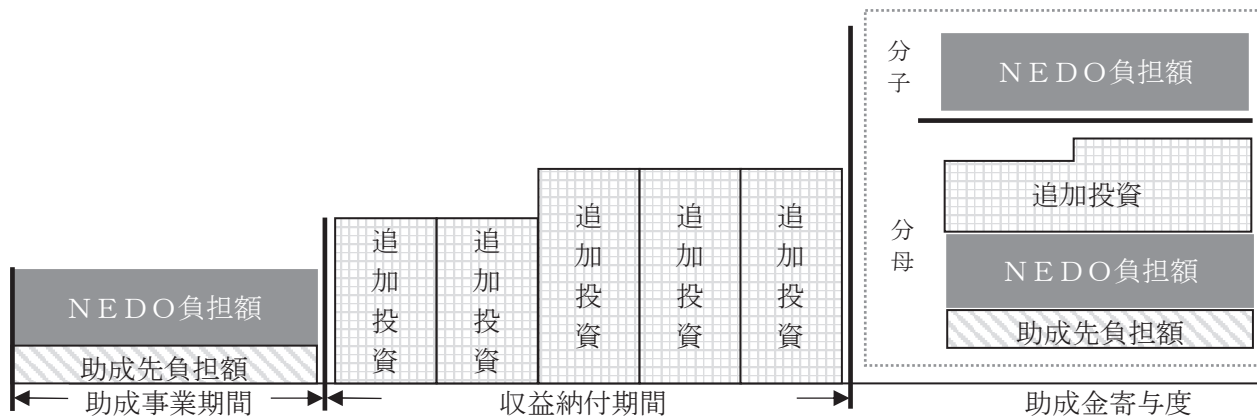 ＮＥＤＯ負担額
助成先負担額
助成事業期間
追加投資
追加投資
追加投資
追加投資
追加投資
収益納付期間
分子
ＮＥＤＯ負担額
分母
追加投資
ＮＥＤＯ負担額
助成先負担額
助成金寄与度